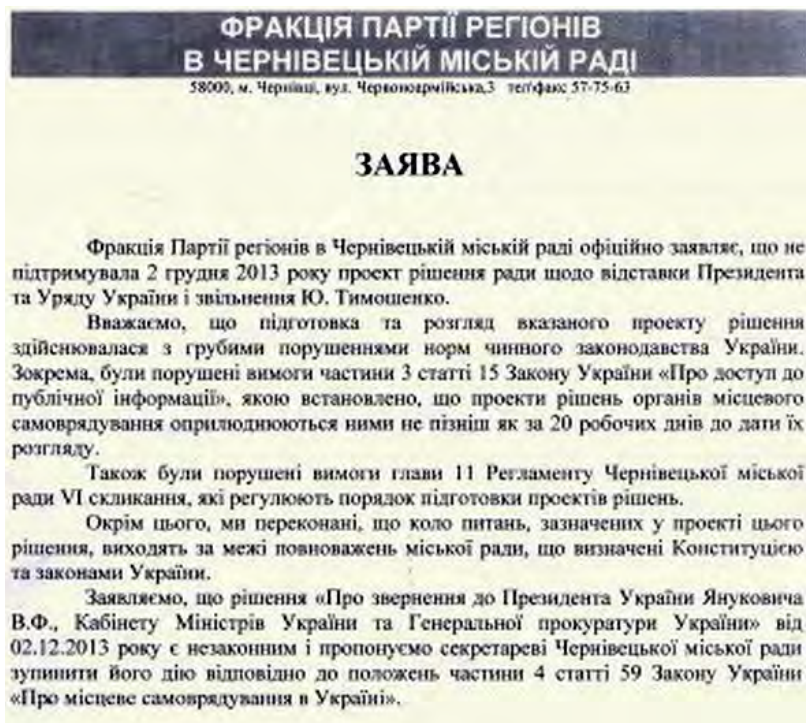 ФРАКЦІЯ ПАРТІЇ РЕГІОНІВ
В ЧЕРНІВЕЦЬКІЙ МІСЬКІЙ РАДІ
58000, м. Чернівці, вул. Червоноармійська,3 тел\факс 57-75-63
ЗАЯВА
Фракція Партії регіонів в Чернівецькій міській раді офіційно заявляє, що не
підтримувала 2 грудня 2013 року проект рішення ради щодо відставки Президента
та Уряду України і звільнення Ю. Тимошенко.
Вважаємо, що підготовка та розгляд вказаного проекту рішення
здійснювалася з грубими порушеннями норм чинного законодавства України.
Зокрема, були порушені вимоги частини 3 статті 15 Закону України «Про доступ до
публічної інформації», якою встановлено, що проекти рішень органів місцевого
самоврядування оприлюднюються ними не пізніш як за 20 робочих днів до дати їх
розгляду.
Також були порушені вимоги глави 11 Регламенту Чернівецької міської
ради VI скликання, які регулюють порядок підготовки проектів рішень.
Окрім цього, ми переконані, що коло питань, зазначених у проекті цього
рішення, виходять за межі повноважень міської ради, що визначені Конституцією
та законами України.
Заявляємо, що рішення «Про звернення до Президента України Януковича
В.Ф., Кабінету Міністрів України та Генеральної прокуратури України» від
02.12.2013 року є незаконним і пропонуємо секретареві Чернівецької міської ради
зупинити його дію відповідно до положень частини 4 статті 59 Закону України
«Про місцеве самоврядування в Україні».